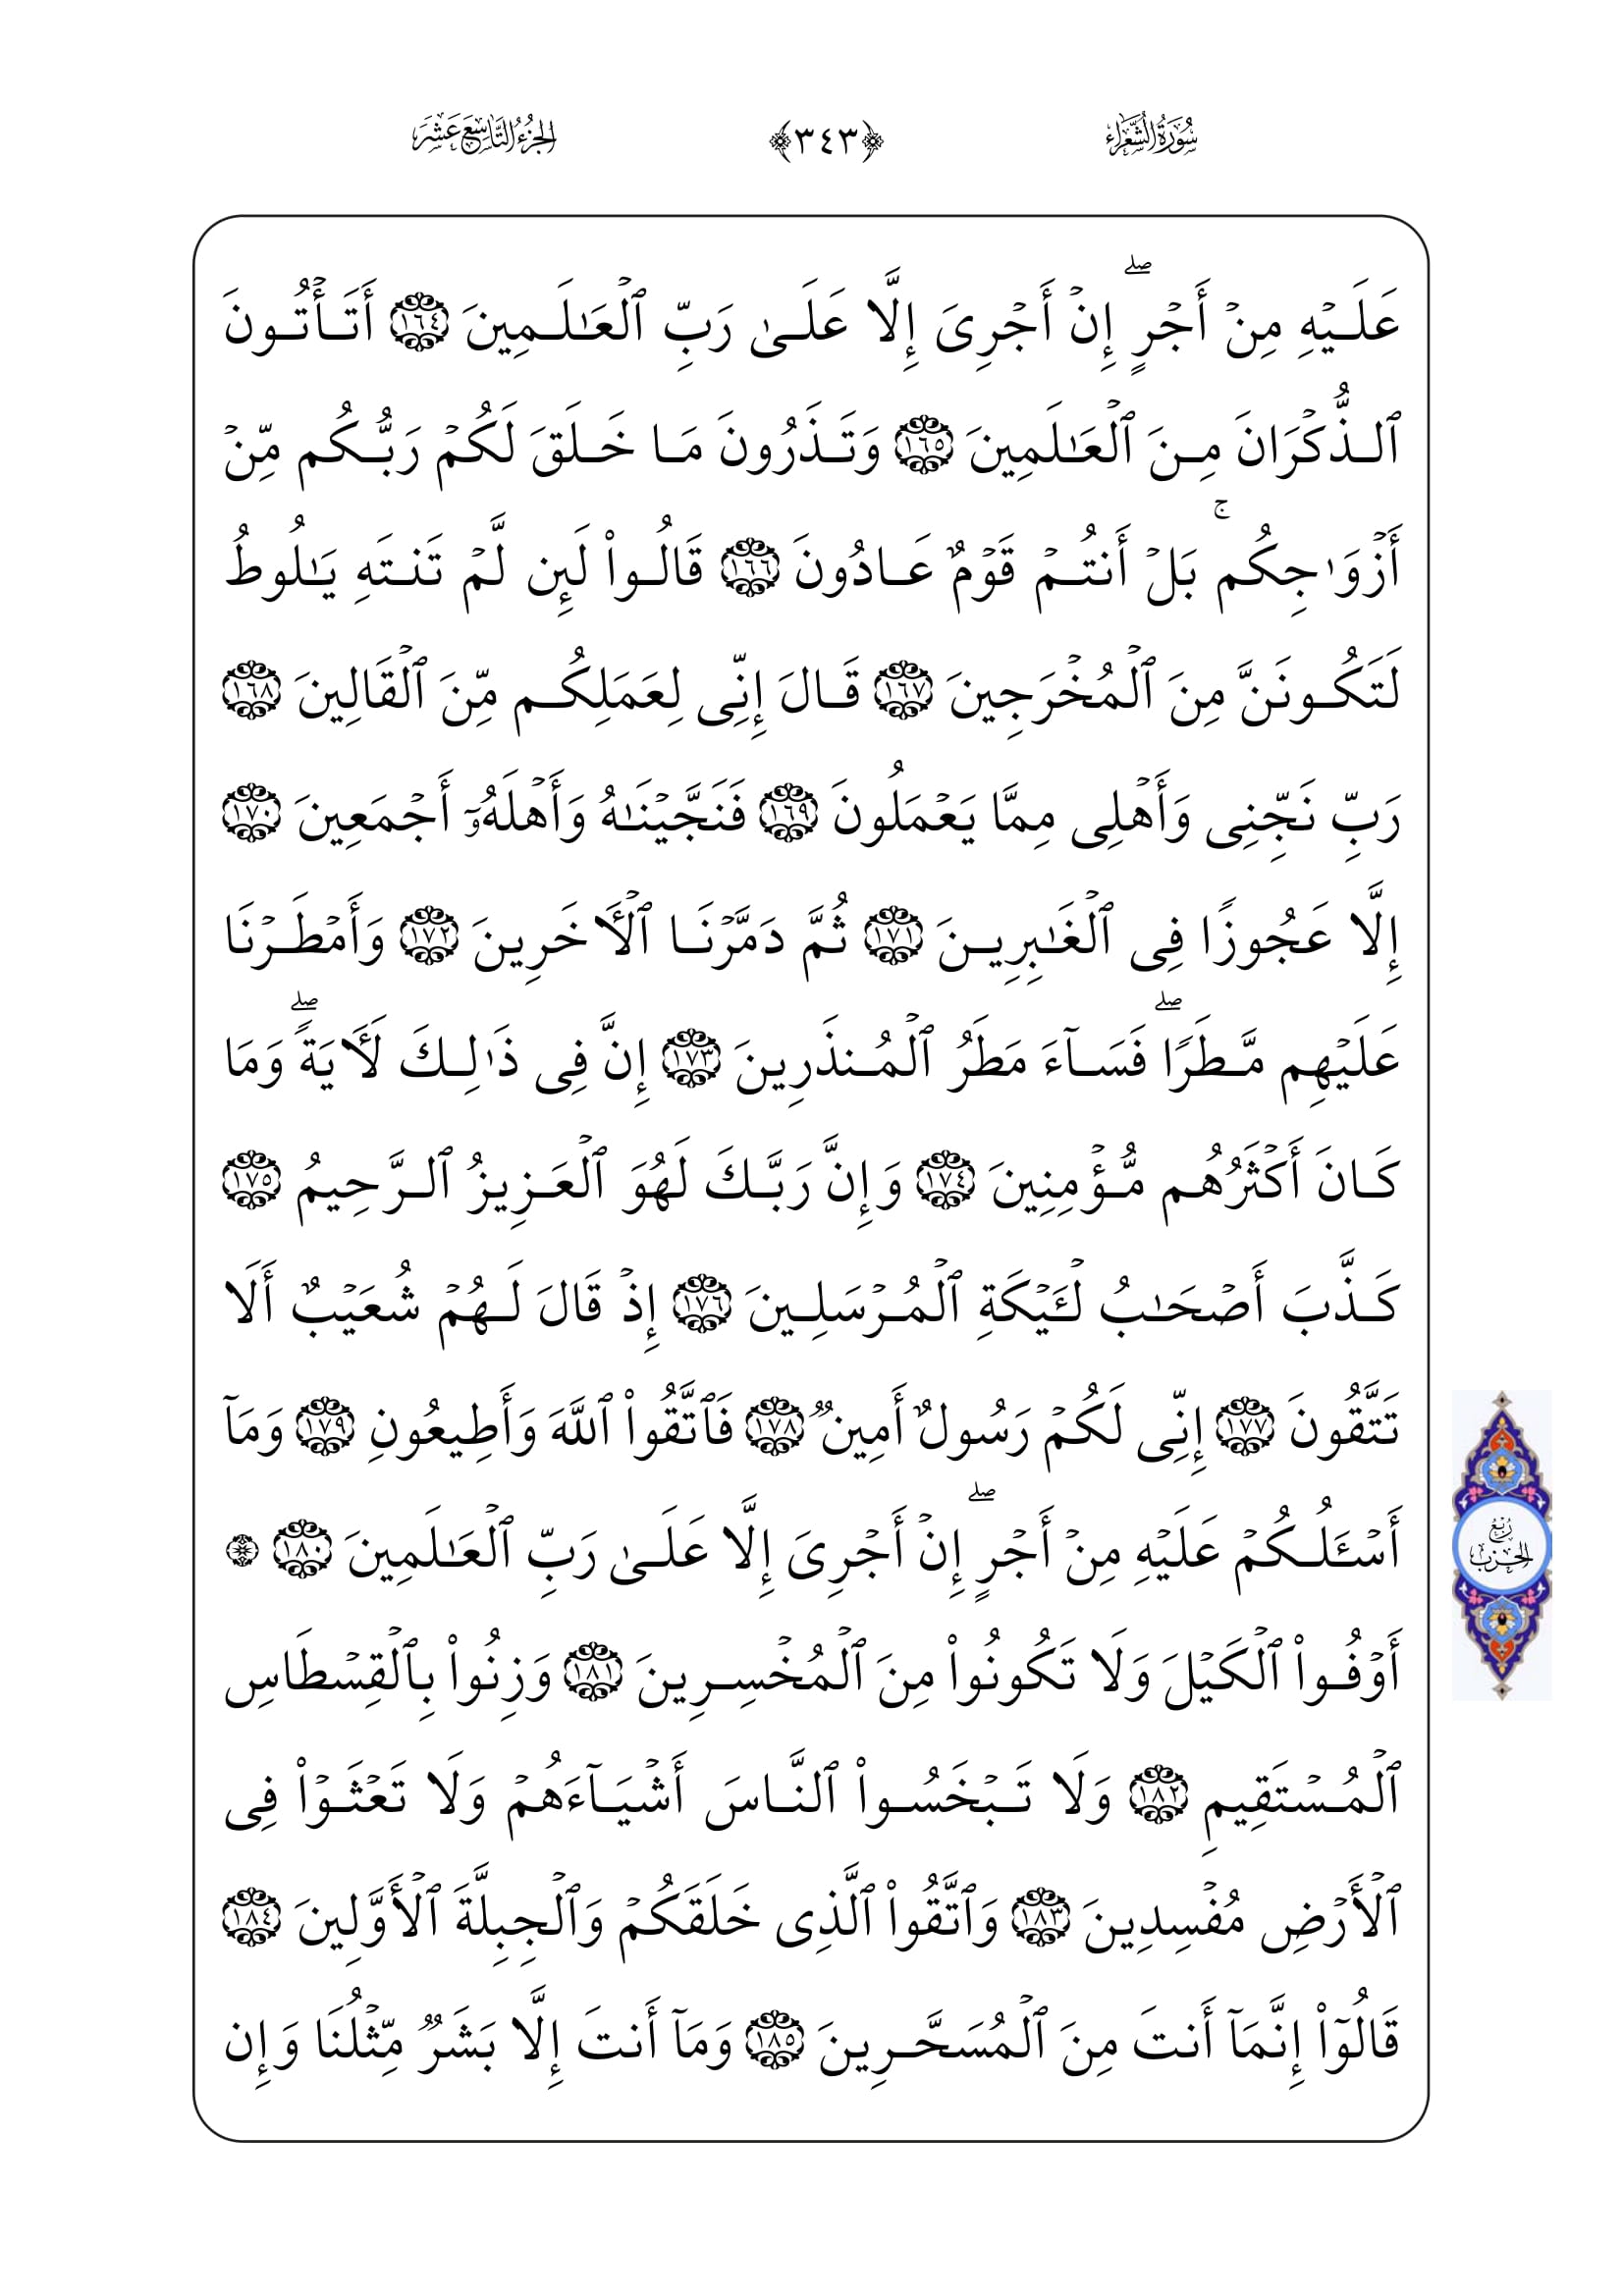 سُورَةُ الشُّعَرَاء ﴿٣٤٣﴾ الجُزْءُ التَّاسِعَ عَشَرَ
عَلَيۡهِ مِنۡ أَجۡرٍۖ إِنۡ أَجۡرِىَ إِلَّا عَلَىٰ رَبِّ ٱلۡعَـٰلَمِينَ ١٦٤ أَتَأۡتُونَ
ٱلذُّكۡرَانَ مِنَ ٱلۡعَـٰلَمِينَ ١٦٥ وَتَذَرُونَ مَا خَلَقَ لَكُمۡ رَبُّكُم مِّنۡ
أَزۡوَٰجِكُمۚ بَلۡ أَنتُمۡ قَوۡمٌ عَادُونَ ١٦٦ قَالُوا۟ لَئِن لَّمۡ تَنتَهِ يَـٰلُوطُ
لَتَكُونَنَّ مِنَ ٱلۡمُخۡرَجِينَ ١٦٧ قَالَ إِنِّى لِعَمَلِكُم مِّنَ ٱلۡقَالِينَ ١٦٨
رَبِّ نَجِّنِى وَأَهۡلِى مِمَّا يَعۡمَلُونَ ١٦٩ فَنَجَّيۡنَـٰهُ وَأَهۡلَهُۥٓ أَجۡمَعِينَ ١٧٠
إِلَّا عَجُوزًا فِى ٱلۡغَـٰبِرِينَ ١٧١ ثُمَّ دَمَّرۡنَا ٱلۡـَٔاخَرِينَ ١٧٢ وَأَمۡطَرۡنَا
عَلَيۡهِم مَّطَرًاۖ فَسَآءَ مَطَرُ ٱلۡمُنذَرِينَ ١٧٣ إِنَّ فِى ذَٰلِكَ لَـَٔايَةًۖ وَمَا
كَانَ أَكۡثَرُهُم مُّؤۡمِنِينَ ١٧٤ وَإِنَّ رَبَّكَ لَهُوَ ٱلۡعَزِيزُ ٱلرَّحِيمُ ١٧٥
كَذَّبَ أَصۡحَـٰبُ لۡـَٔيۡكَةِ ٱلۡمُرۡسَلِينَ ١٧٦ إِذۡ قَالَ لَهُمۡ شُعَيۡبٌ أَلَا
تَتَّقُونَ ١٧٧ إِنِّى لَكُمۡ رَسُولٌ أَمِينٌ ١٧٨ فَٱتَّقُوا۟ ٱللَّهَ وَأَطِيعُونِ ١٧٩ وَمَآ
أَسۡـَٔلُكُمۡ عَلَيۡهِ مِنۡ أَجۡرٍۖ إِنۡ أَجۡرِىَ إِلَّا عَلَىٰ رَبِّ ٱلۡعَـٰلَمِينَ ١٨٠ ۞
رُبْعُ
الحِزْب
أَوۡفُوا۟ ٱلۡكَيۡلَ وَلَا تَكُونُوا۟ مِنَ ٱلۡمُخۡسِرِينَ ١٨١ وَزِنُوا۟ بِٱلۡقِسۡطَاسِ
ٱلۡمُسۡتَقِيمِ ١٨٢ وَلَا تَبۡخَسُوا۟ ٱلنَّاسَ أَشۡيَآءَهُمۡ وَلَا تَعۡثَوۡا۟ فِى
ٱلۡأَرۡضِ مُفۡسِدِينَ ١٨٣ وَٱتَّقُوا۟ ٱلَّذِى خَلَقَكُمۡ وَٱلۡجِبِلَّةَ ٱلۡأَوَّلِينَ ١٨٤
قَالُوٓا۟ إِنَّمَآ أَنتَ مِنَ ٱلۡمُسَحَّرِينَ ١٨٥ وَمَآ أَنتَ إِلَّا بَشَرٌ مِّثۡلُنَا وَإِن